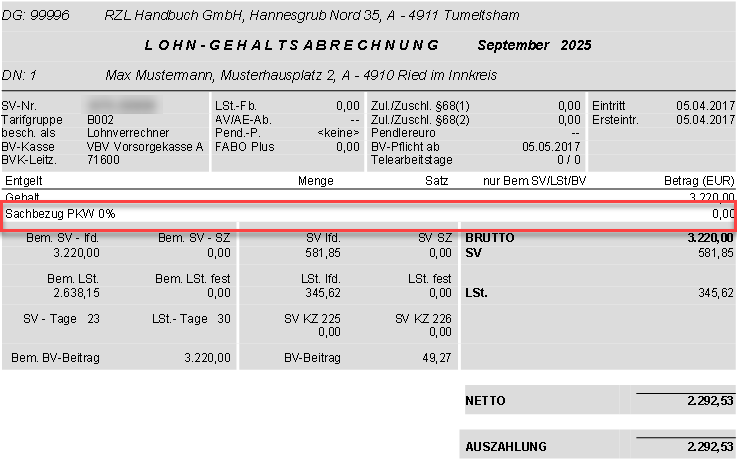 DG: 99996 RZL Handbuch GmbH, Hannesgrub Nord 35, A - 4911 Tumeltsham
LOHN-GEHALTSABRECHNUNG September 2025
DN: 1 Max Mustermann, Musterhausplatz 2, A - 4910 Ried im Innkreis
SV-Nr. LSt.-Fb. 0,00 Zul./Zuschl. §68(1) 0,00 Eintritt 05.04.2017
Tarifgruppe B002 AV/AE-Ab. -- Zul./Zuschl. §68(2) 0,00 Ersteintr. 05.04.2017
besch. als Lohnverrechner Pend.-P. <keine> Pendlereuro --
BV-Kasse VBV Vorsorgekasse A FABO Plus 0,00 BV-Pflicht ab 05.05.2017
BVK-Leitz. 71600 Telearbeitstage 0 / 0
Entgelt Menge Satz nur Bem.SV/LSt/BV Betrag (EUR)
Gehalt 3.220,00
Sachbezug PKW 0% 0,00
Bem. SV - lfd. Bem. SV - SZ SV lfd. SV SZ BRUTTO 3.220,00
3.220,00 0,00 581,85 0,00 SV 581,85
Bem. LSt. Bem. LSt. fest LSt. lfd. LSt. fest
2.638,15 0,00 345,62 0,00 LSt. 345,62
SV - Tage 23 LSt.- Tage 30 SV KZ 225 SV KZ 226
0,00 0,00
Bem. BV-Beitrag 3.220,00 BV-Beitrag 49,27
NETTO 2.292,53
AUSZAHLUNG 2.292,53